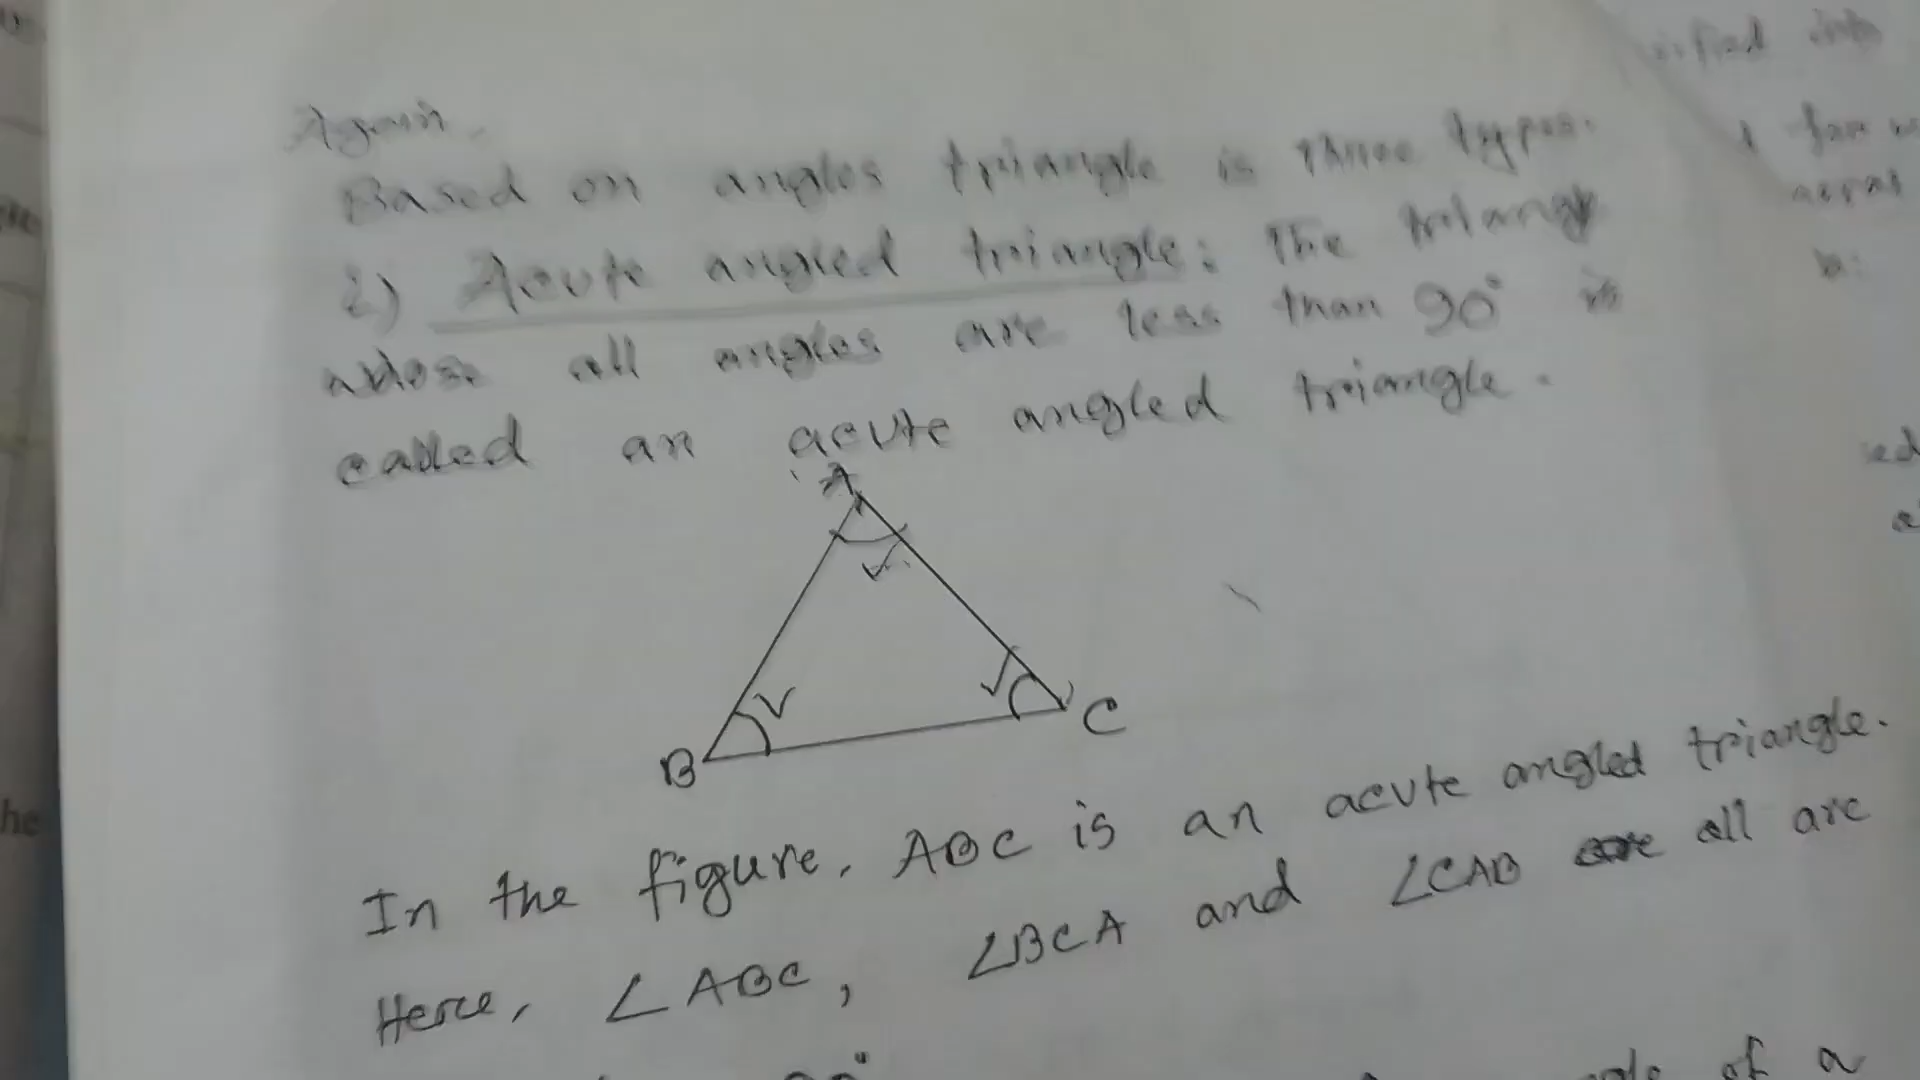 Again,
Based on angles triangle is three types.
i) Acute angled triangle: The triangle
whose all angles are less than 90° is
called an acute angled triangle.
A
B
C
In the figure, ABC is an acute angled triangle.
Here, ∠ABC, ∠BCA and ∠CAB all are
of a